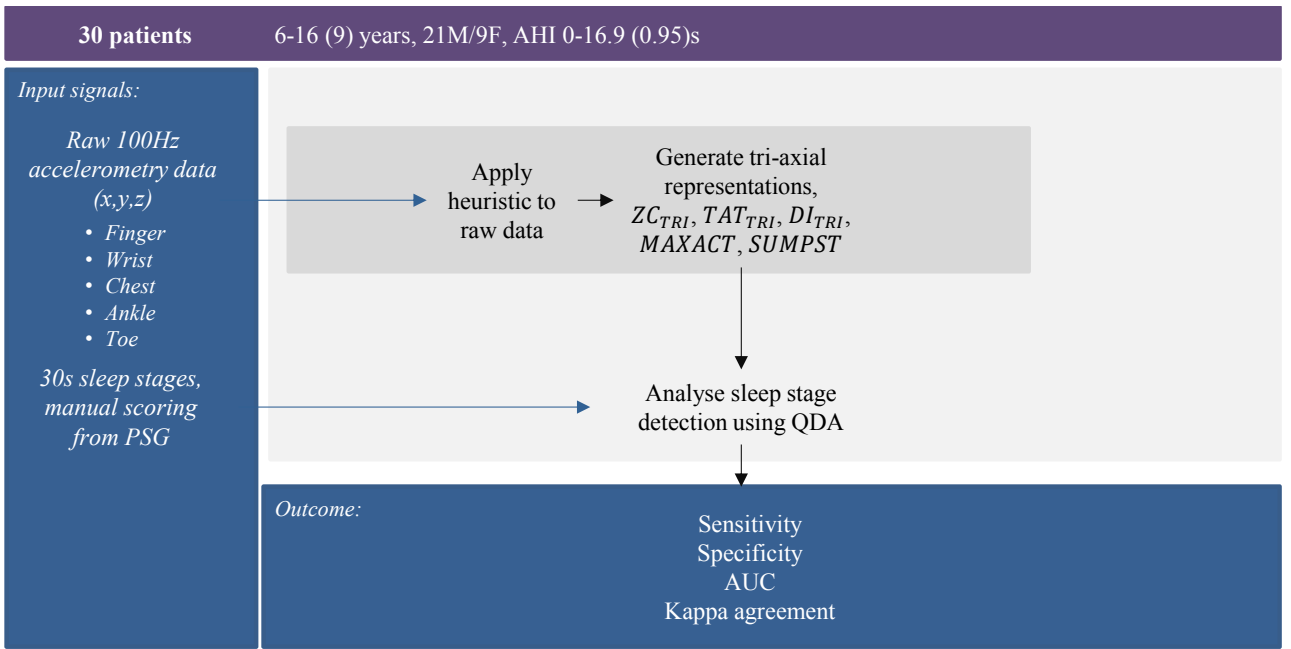 30 patients 6-16 (9) years, 21M/9F, AHI 0-16.9 (0.95)s
Input signals:
Raw 100Hz
accelerometry data
(x,y,z)
• Finger
• Wrist
• Chest
• Ankle
• Toe
30s sleep stages,
manual scoring
from PSG
Apply
heuristic to
raw data
Generate tri-axial
representations,
ZC_TRI, TAT_TRI, DI_TRI,
MAXACT, SUMPST
Analyse sleep stage
detection using QDA
Outcome:
Sensitivity
Specificity
AUC
Kappa agreement